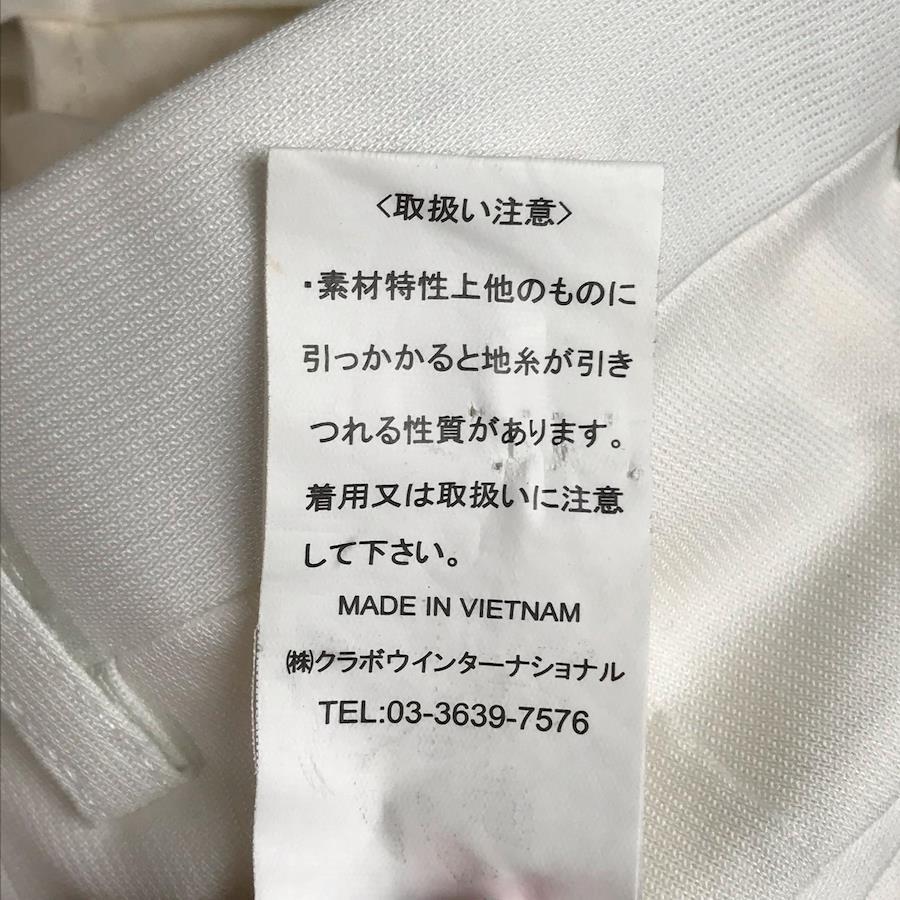 〈取扱い注意〉
・素材特性上他のものに
引っかかると地糸が引き
つれる性質があります。
着用又は取扱いに注意
して下さい。
MADE IN VIETNAM
㈱クラボウインターナショナル
TEL:03-3639-7576